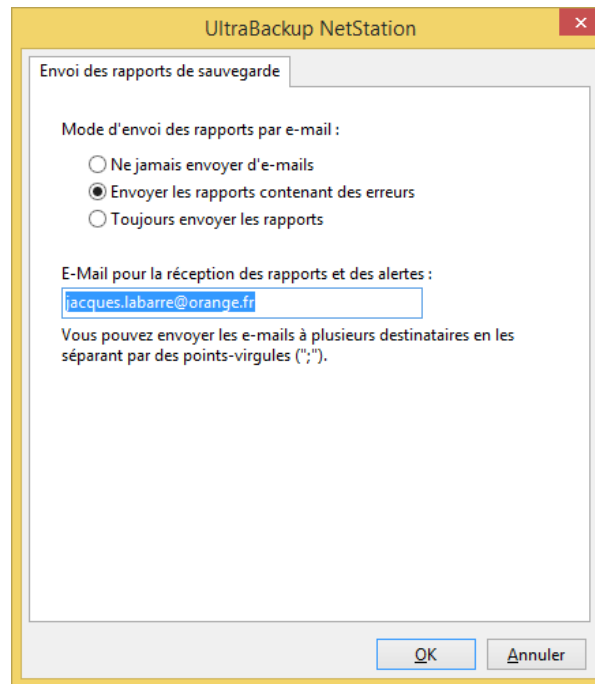 UltraBackup NetStation
Envoi des rapports de sauvegarde
Mode d'envoi des rapports par e-mail :
Ne jamais envoyer d'e-mails
Envoyer les rapports contenant des erreurs
Toujours envoyer les rapports
E-Mail pour la réception des rapports et des alertes :
jacques.labarre@orange.fr
Vous pouvez envoyer les e-mails à plusieurs destinataires en les
séparant par des points-virgules (";").
OK
Annuler